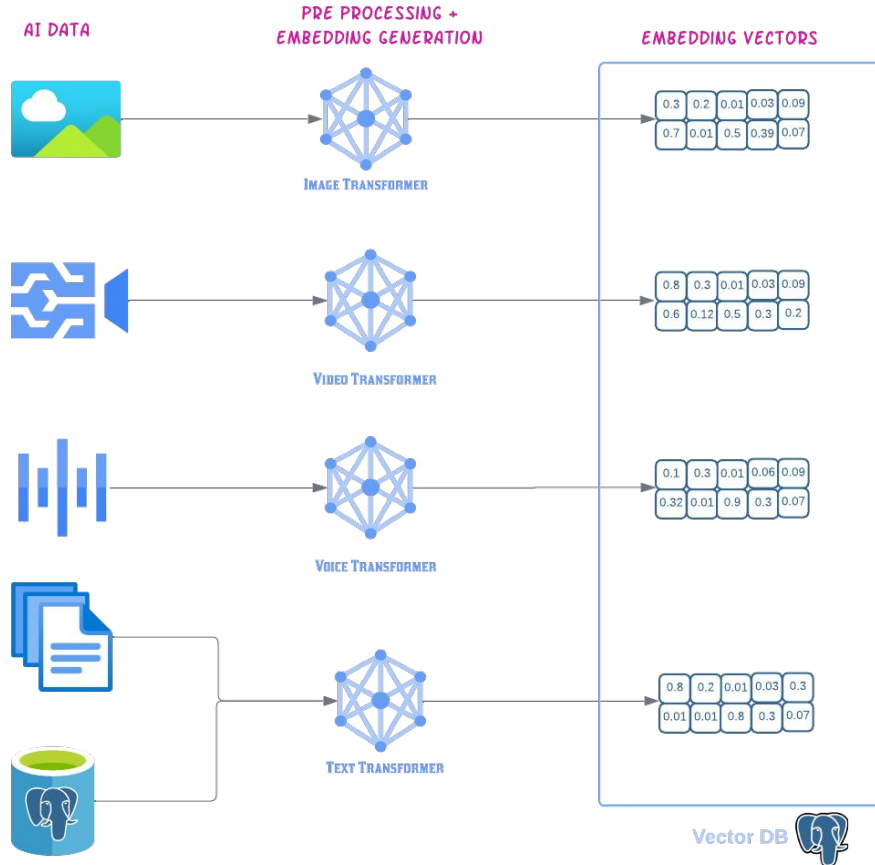 AI DATA
PRE PROCESSING +
EMBEDDING GENERATION
EMBEDDING VECTORS
0.3 0.2 0.01 0.03 0.09
0.7 0.01 0.5 0.39 0.07
IMAGE TRANSFORMER
0.8 0.3 0.01 0.03 0.09
0.6 0.12 0.5 0.3 0.2
VIDEO TRANSFORMER
0.1 0.3 0.01 0.06 0.09
0.32 0.01 0.9 0.3 0.07
VOICE TRANSFORMER
0.8 0.2 0.01 0.03 0.3
0.01 0.01 0.8 0.3 0.07
TEXT TRANSFORMER
Vector DB